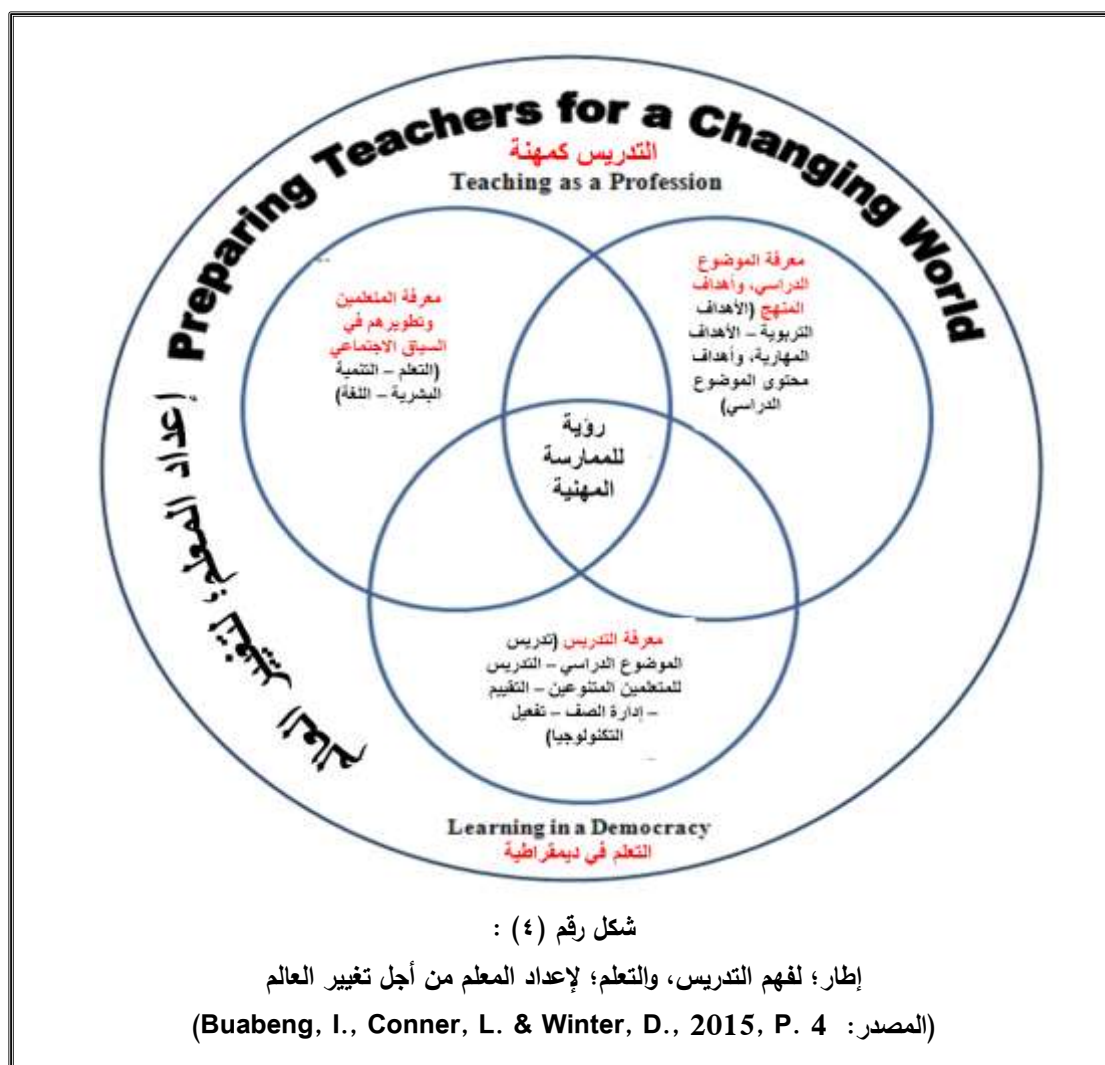 Preparing Teachers for a Changing World
التدريس كمهنة
Teaching as a Profession
معرفة الموضوع
الدراسي، وأهداف
المنهج (الأهداف
التربوية – الأهداف
المهارية، وأهداف
محتوى الموضوع
الدراسي)
معرفة المتعلمين
وتطويرهم في
السياق الاجتماعي
(التعلم – التنمية
البشرية – اللغة)
رؤية
للممارسة
المهنية
معرفة التدريس (تدريس
الموضوع الدراسي – التدريس
للمتعلمين المتنوعين – التقييم
– إدارة الصف – تفعيل
التكنولوجيا)
إعداد المعلم؛ لتغيير العالم
Learning in a Democracy
التعلم في ديمقراطية
شكل رقم (٤) :
إطار؛ لفهم التدريس، والتعلم؛ لإعداد المعلم من أجل تغيير العالم
(المصدر: Buabeng, I., Conner, L. & Winter, D., 2015, P. 4)